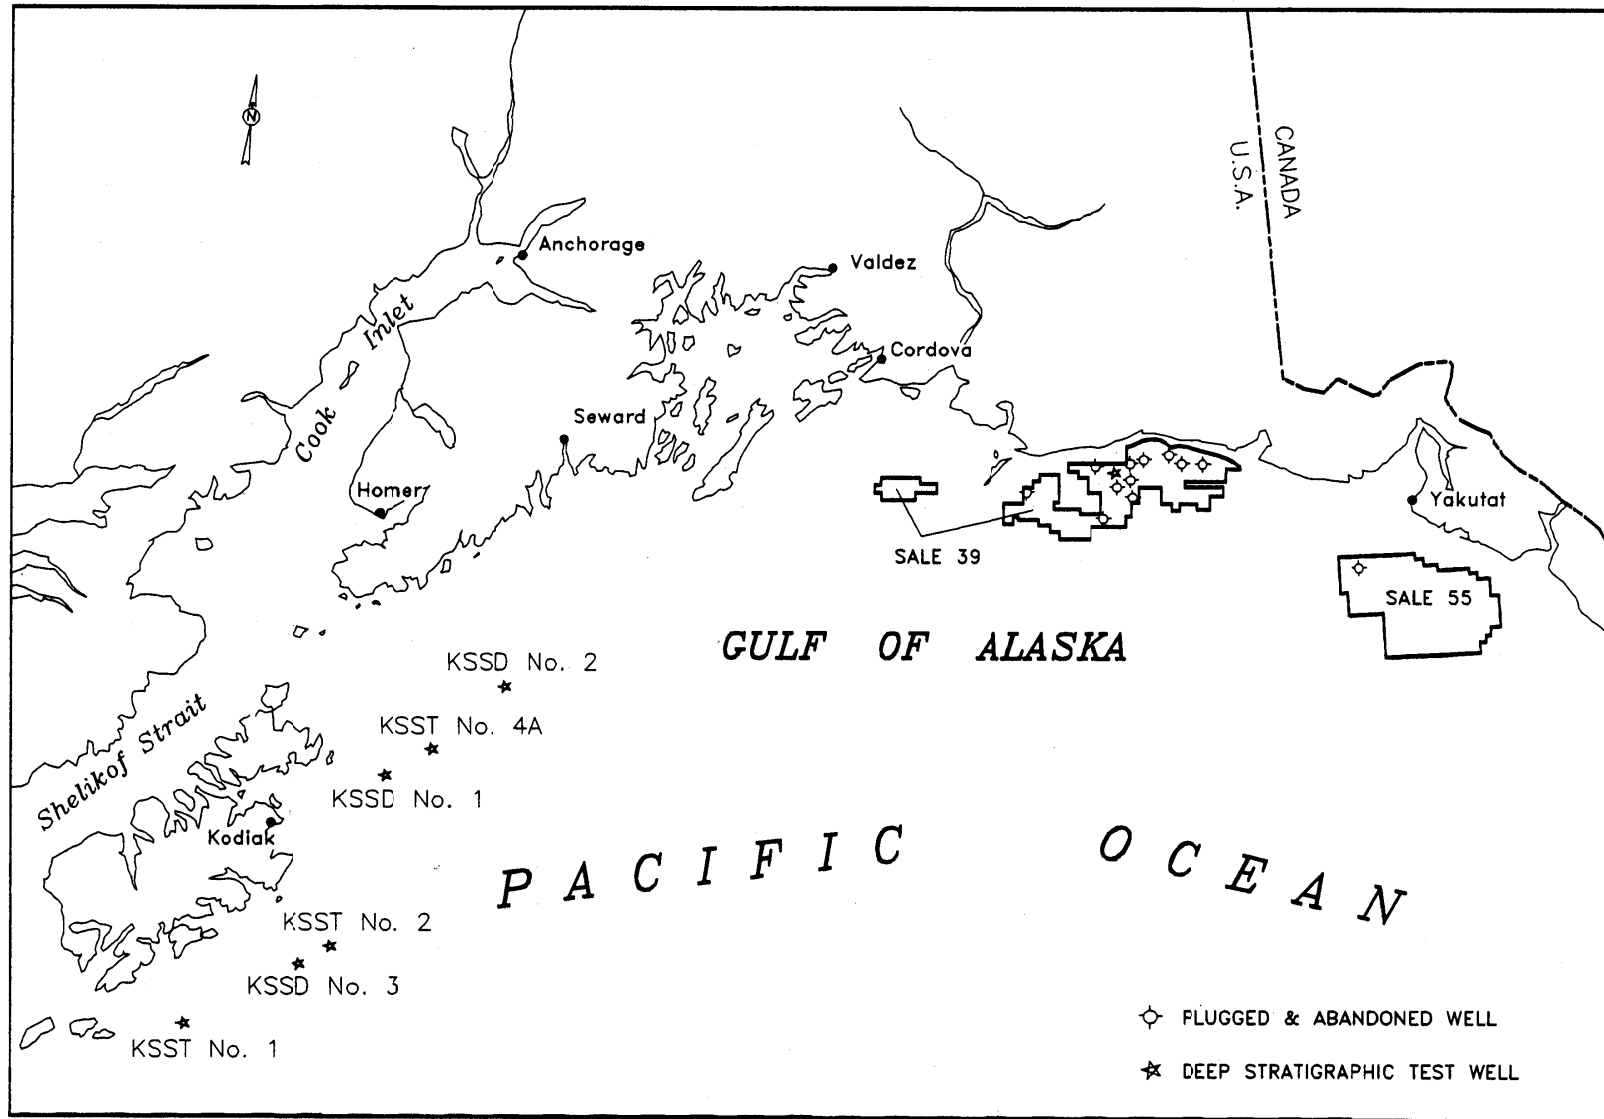 N
CANADA
U.S.A.
Anchorage
Valdez
Cook Inlet
Cordova
Seward
Homer
Yakutat
SALE 39
SALE 55
GULF OF ALASKA
KSSD No. 2
KSST No. 4A
KSSD No. 1
Shelikof Strait
Kodiak
PACIFIC OCEAN
KSST No. 2
KSSD No. 3
KSST No. 1
PLUGGED & ABANDONED WELL
DEEP STRATIGRAPHIC TEST WELL